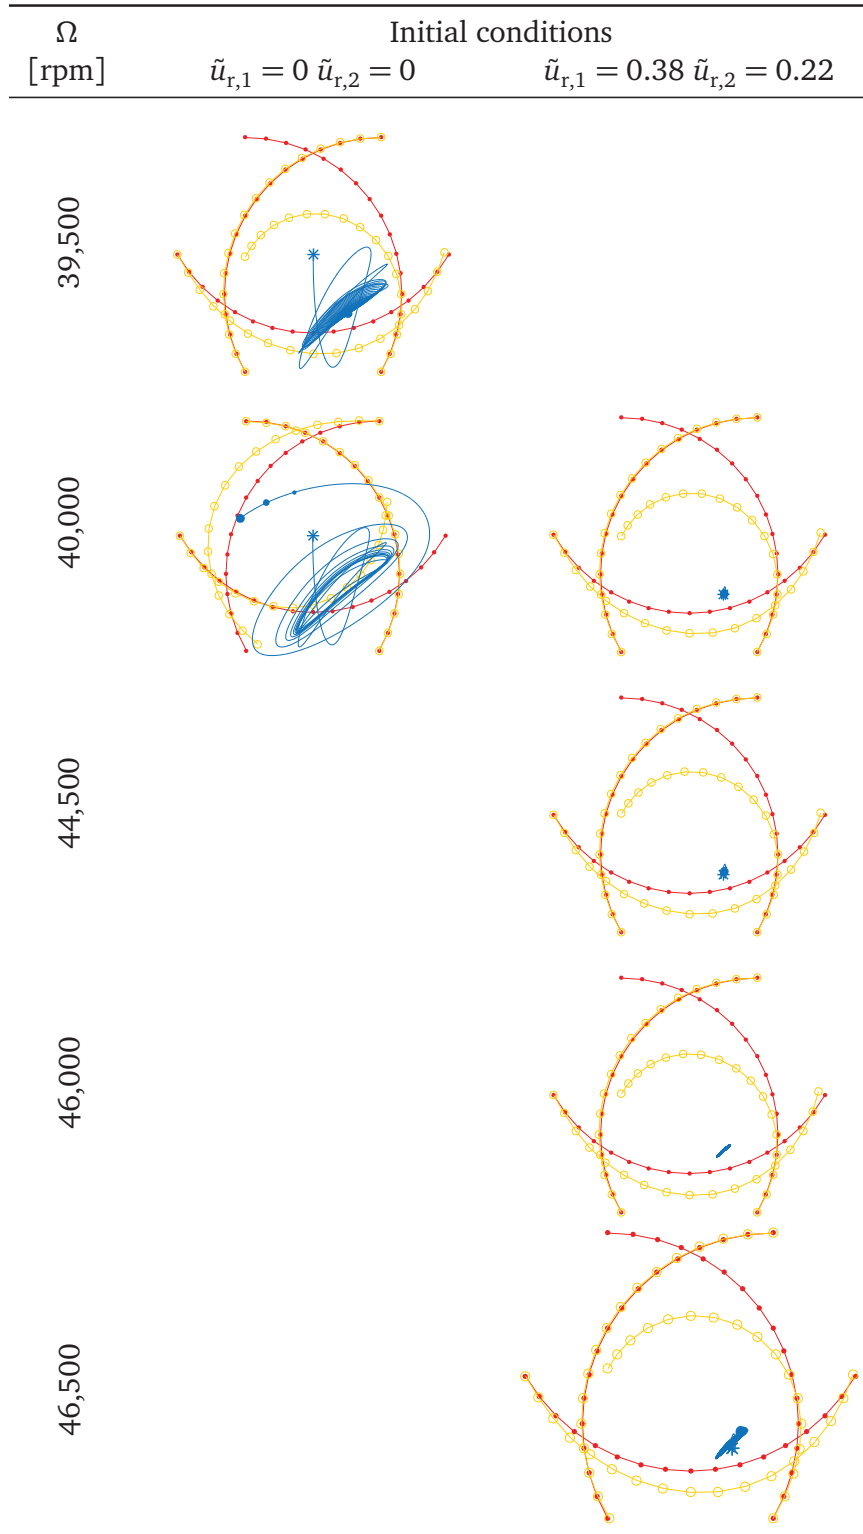 Ω Initial conditions
[rpm] ũr,1 = 0 ũr,2 = 0 ũr,1 = 0.38 ũr,2 = 0.22
39,500
40,000
44,500
46,000
46,500